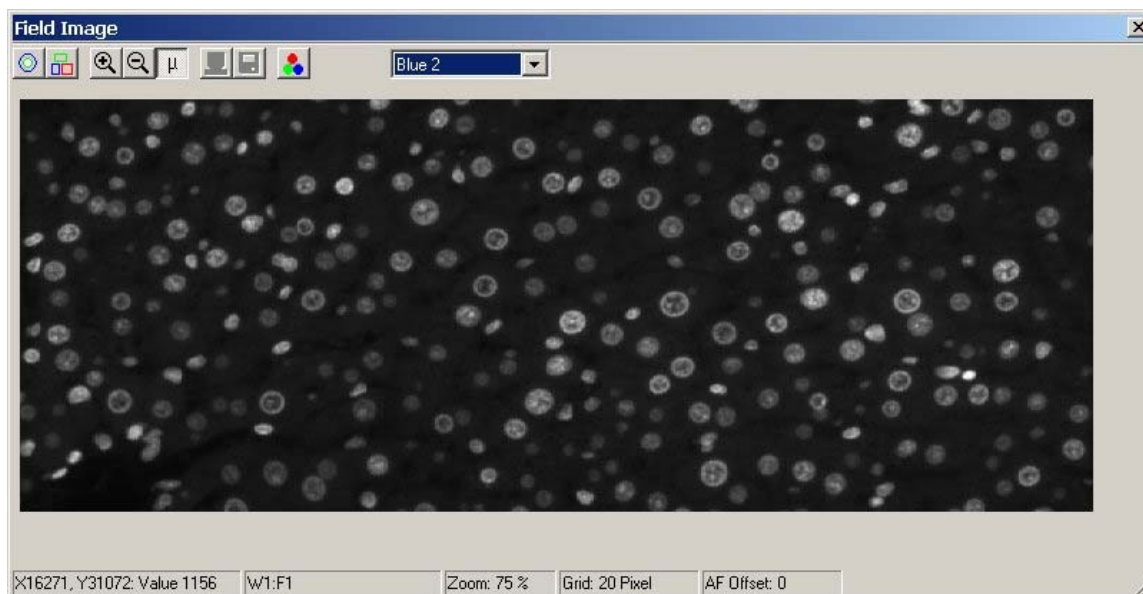 Field Image
µ
Blue 2
X16271, Y31072: Value 1156
W1:F1
Zoom: 75 %
Grid: 20 Pixel
AF Offset: 0